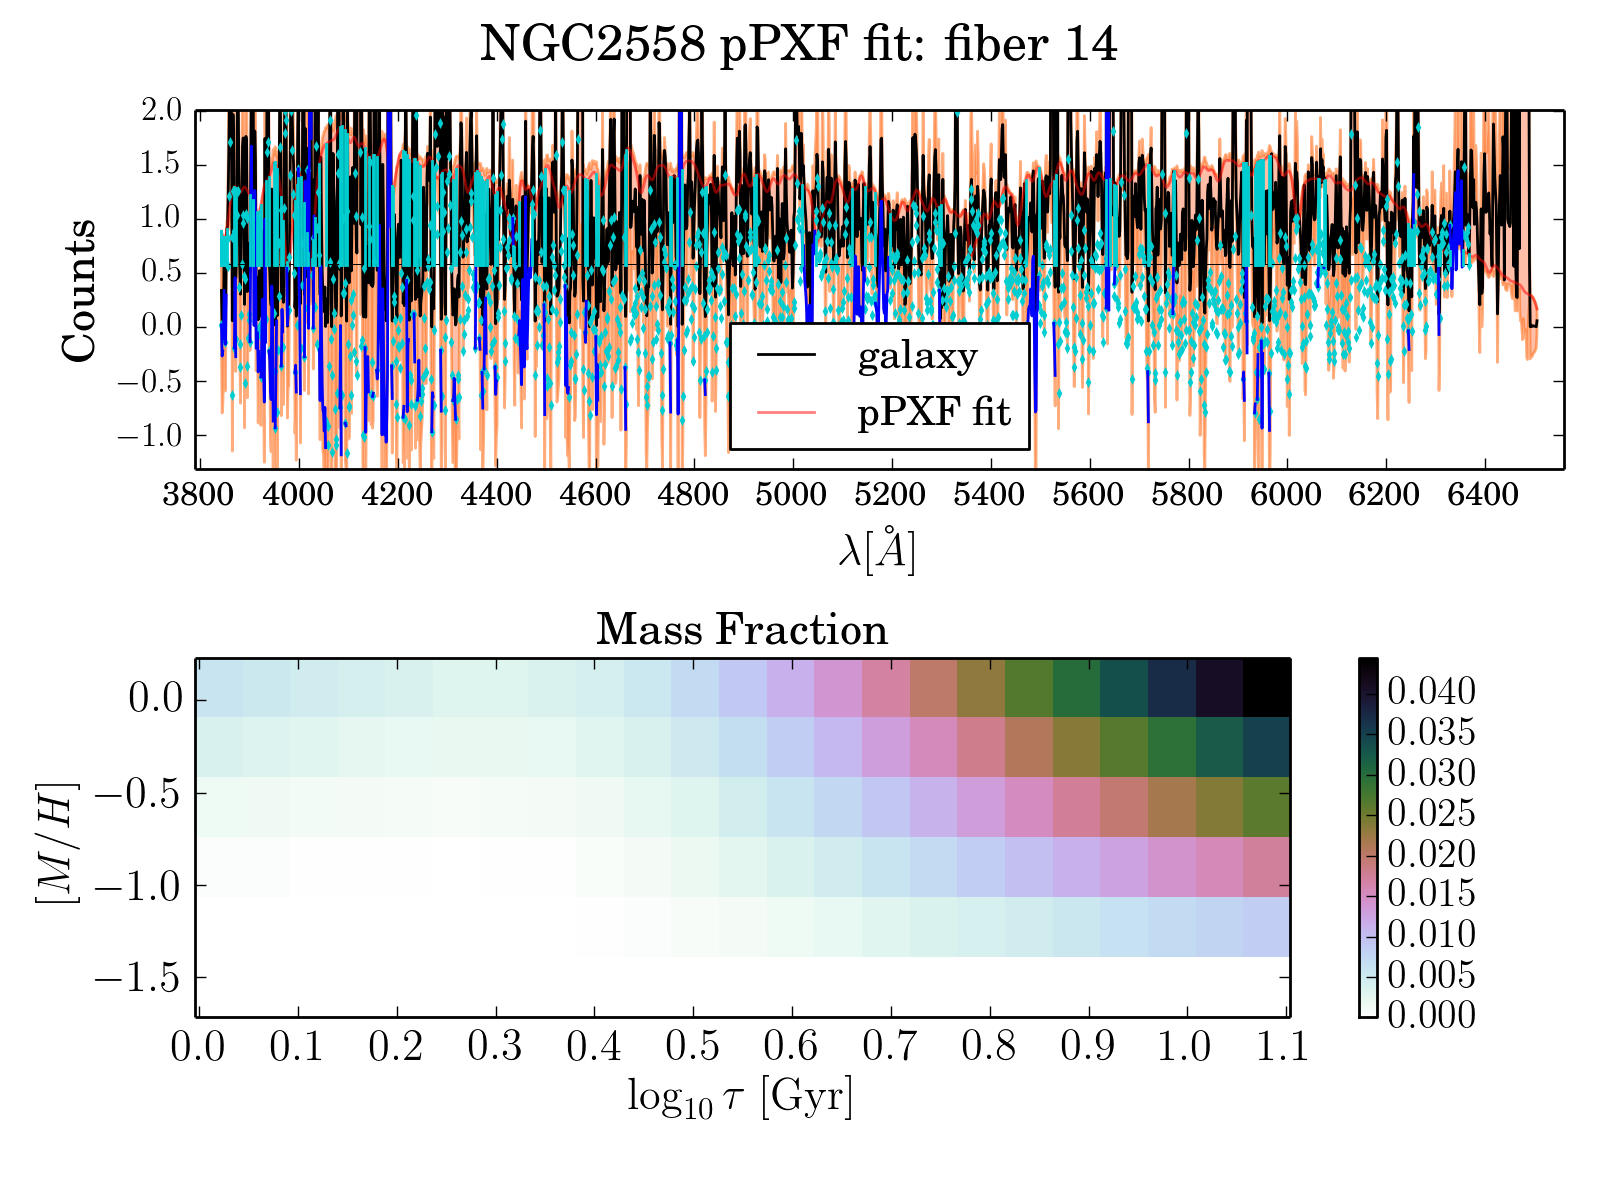 NGC2558 pPXF fit: fiber 14
2.0
1.5
1.0
0.5
0.0
−0.5
−1.0
Counts
galaxy
pPXF fit
3800 4000 4200 4400 4600 4800 5000 5200 5400 5600 5800 6000 6200 6400
λ[Å]
Mass Fraction
0.0
−0.5
−1.0
−1.5
[M/H]
0.040
0.035
0.030
0.025
0.020
0.015
0.010
0.005
0.000
0.0 0.1 0.2 0.3 0.4 0.5 0.6 0.7 0.8 0.9 1.0 1.1
log₁₀ τ [Gyr]